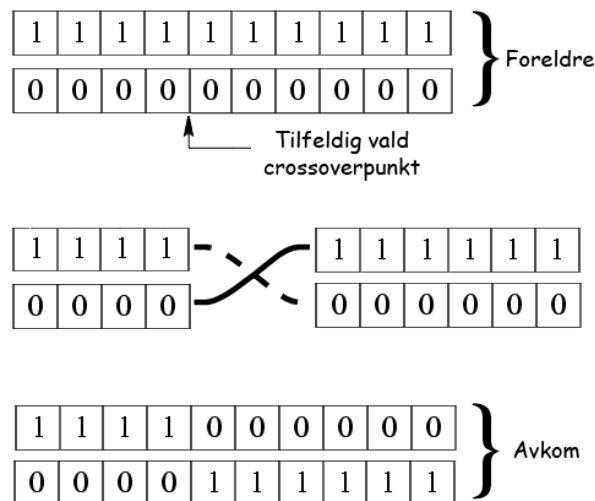 1 1 1 1 1 1 1 1 1 1
Foreldre
0 0 0 0 0 0 0 0 0 0
Tilfeldig vald
crossoverpunkt
1 1 1 1 1 1 1 1 1 1
0 0 0 0 0 0 0 0 0 0
1 1 1 1 0 0 0 0 0 0
Avkom
0 0 0 0 1 1 1 1 1 1